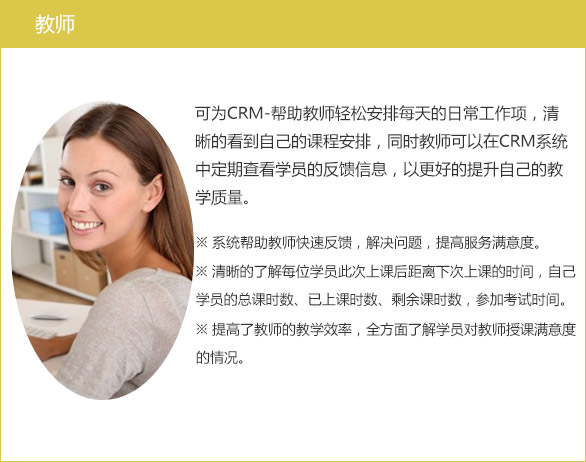 教师
可为CRM-帮助教师轻松安排每天的日常工作项，清
晰的看到自己的课程安排，同时教师可以在CRM系统
中定期查看学员的反馈信息，以更好的提升自己的教
学质量。
※ 系统帮助教师快速反馈，解决问题，提高服务满意度。
※ 清晰的了解每位学员此次上课后距离下次上课的时间，自己
学员的总课时数、已上课时数、剩余课时数，参加考试时间。
※ 提高了教师的教学效率，全方面了解学员对教师授课满意度
的情况。